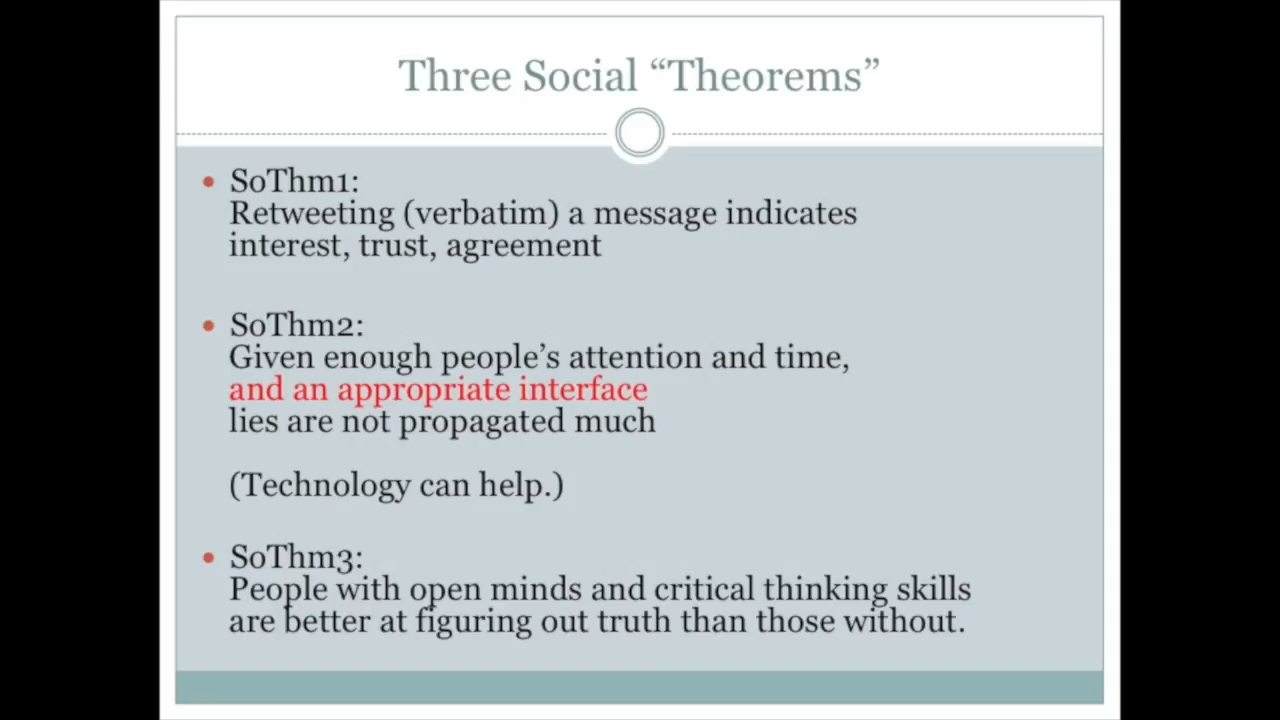 Three Social “Theorems”
• SoThm1:
Retweeting (verbatim) a message indicates
interest, trust, agreement
• SoThm2:
Given enough people’s attention and time,
and an appropriate interface
lies are not propagated much
(Technology can help.)
• SoThm3:
People with open minds and critical thinking skills
are better at figuring out truth than those without.